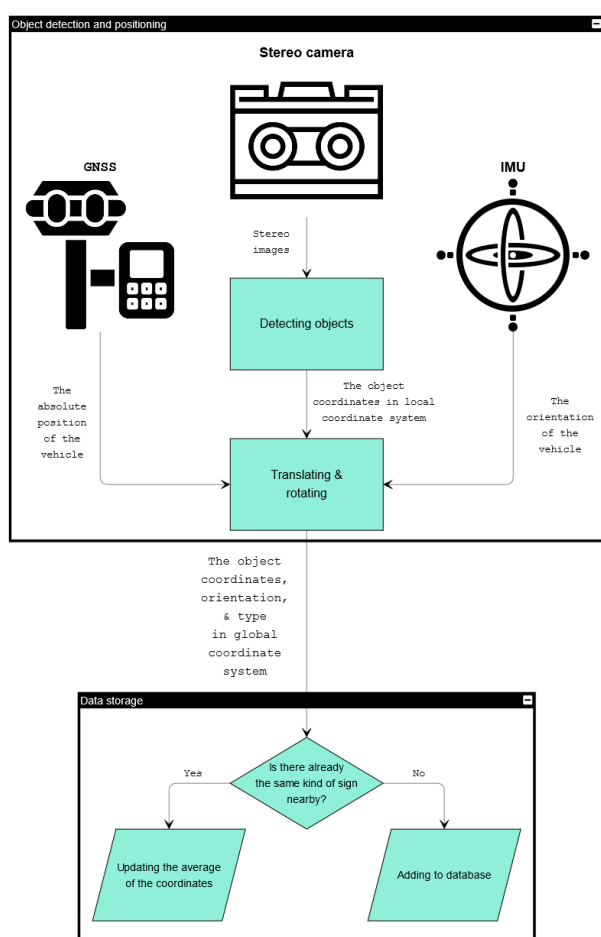 Object detection and positioning
Stereo camera
GNSS
IMU
Stereo
images
Detecting objects
The
absolute
position
of the
vehicle
The object
coordinates in local
coordinate system
The
orientation
of the
vehicle
Translating &
rotating
The object
coordinates,
orientation,
& type
in global
coordinate
system
Data storage
Is there already
the same kind of sign
nearby?
Yes
No
Updating the average
of the coordinates
Adding to database